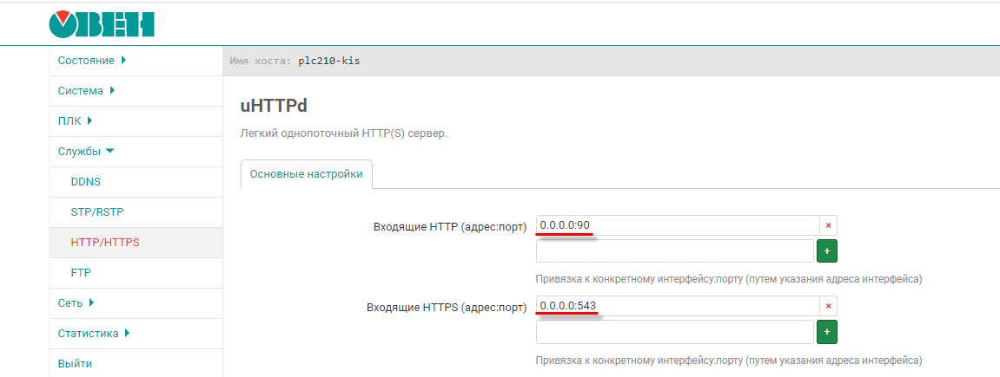 ОВЕН
Состояние
Имя хоста: plc210-kis
Система
ПЛК
Службы
DDNS
STP/RSTP
HTTP/HTTPS
FTP
Сеть
Статистика
Выйти
uHTTPd
Легкий однопоточный HTTP(S) сервер.
Основные настройки
Входящие HTTP (адрес:порт) 0.0.0.0:90 ×
+
Привязка к конкретному интерфейсу:порту (путем указания адреса интерфейса)
Входящие HTTPS (адрес:порт) 0.0.0.0:543 ×
+
Привязка к конкретному интерфейсу:порту (путем указания адреса интерфейса)